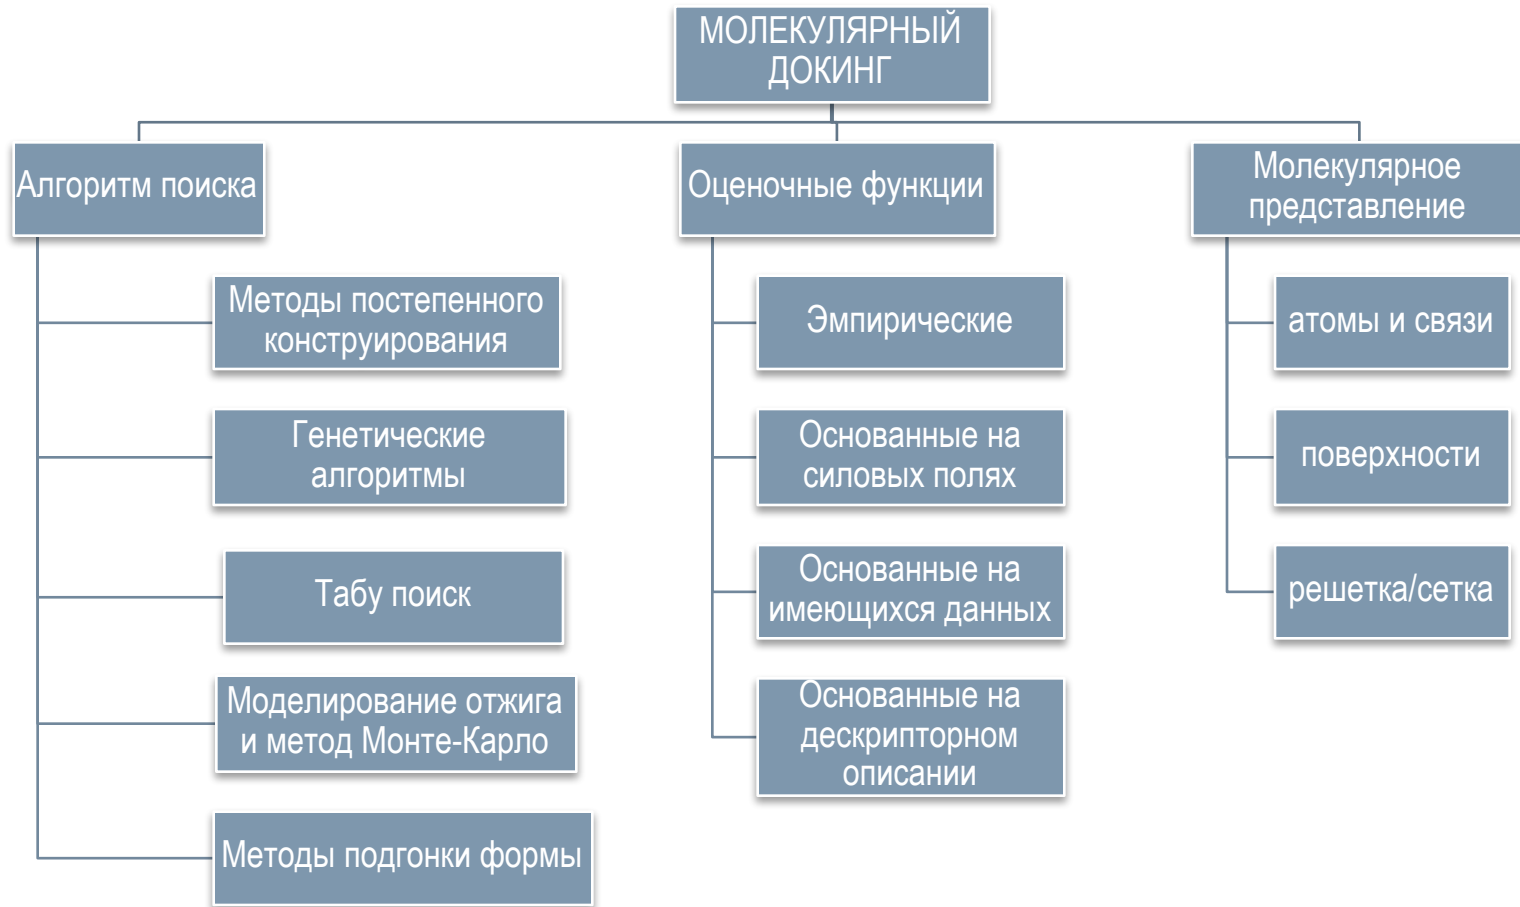 МОЛЕКУЛЯРНЫЙ
ДОКИНГ
Алгоритм поиска
Методы постепенного
конструирования
Генетические
алгоритмы
Табу поиск
Моделирование отжига
и метод Монте-Карло
Методы подгонки формы
Оценочные функции
Эмпирические
Основанные на
силовых полях
Основанные на
имеющихся данных
Основанные на
дескрипторном
описании
Молекулярное
представление
атомы и связи
поверхности
решетка/сетка